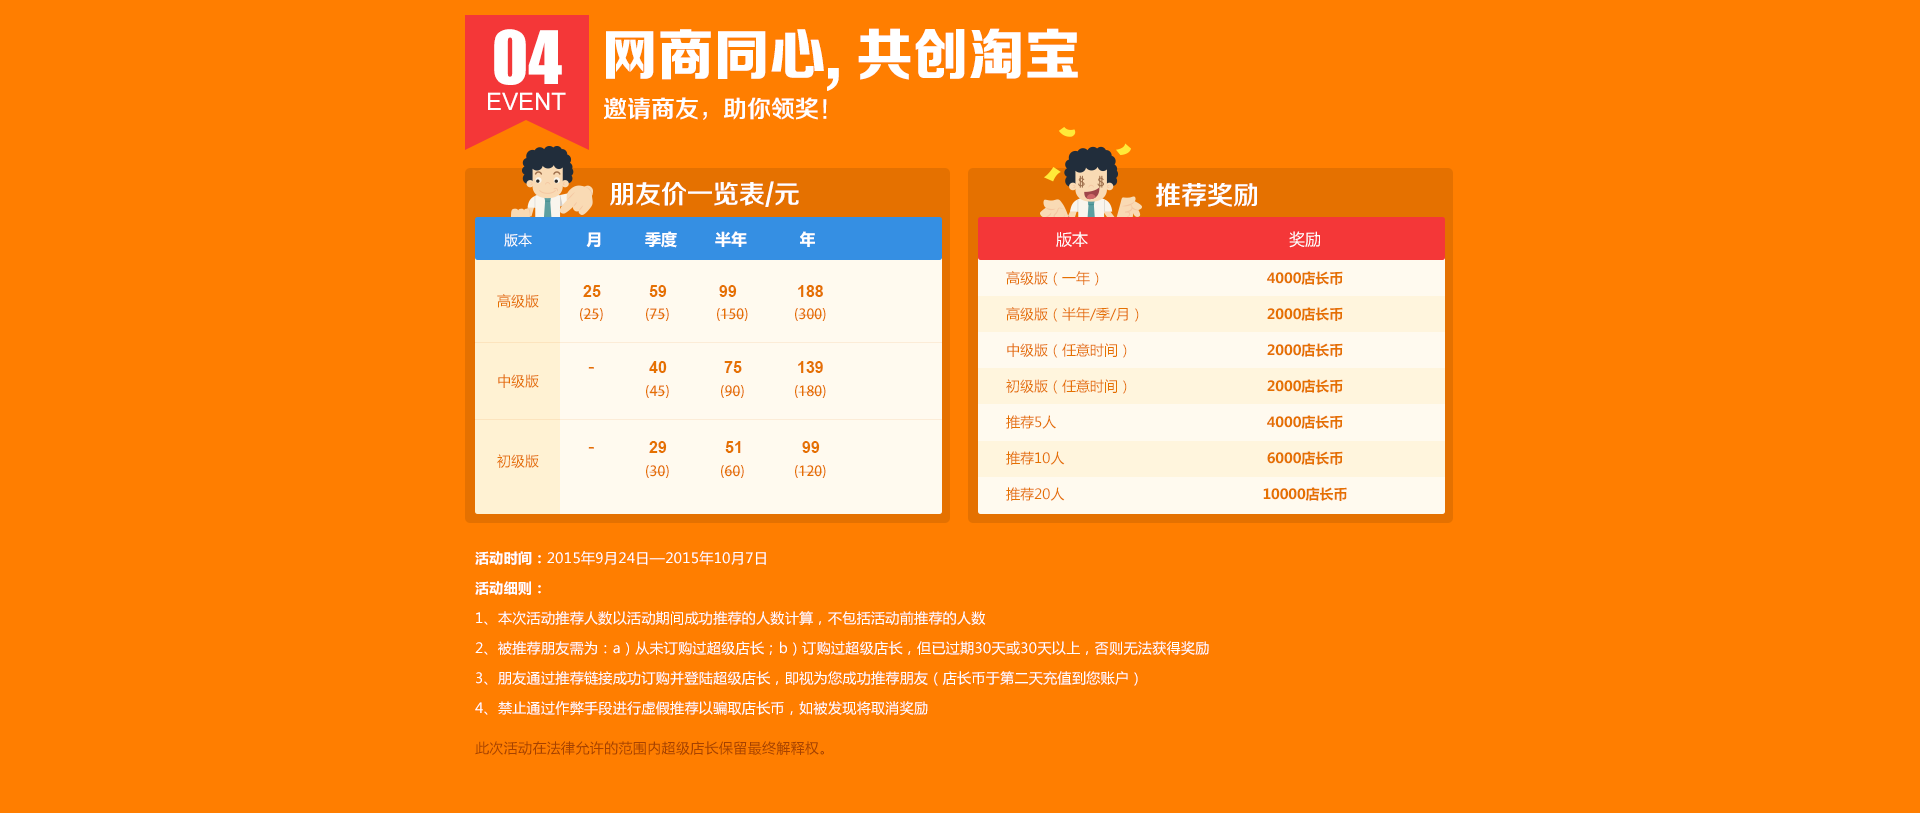 04
EVENT
网商同心,共创淘宝
邀请商友，助你领奖！
朋友价一览表/元
版本 月 季度 半年 年
高级版 25 59 99 188
(25) (75) (150) (300)
中级版 - 40 75 139
(45) (90) (180)
初级版 - 29 51 99
(30) (60) (120)
推荐奖励
版本 奖励
高级版（一年） 4000店长币
高级版（半年/季/月） 2000店长币
中级版（任意时间） 2000店长币
初级版（任意时间） 2000店长币
推荐5人 4000店长币
推荐10人 6000店长币
推荐20人 10000店长币
活动时间：2015年9月24日—2015年10月7日
活动细则：
1、本次活动推荐人数以活动期间成功推荐的人数计算，不包括活动前推荐的人数
2、被推荐朋友需为：a）从未订购过超级店长；b）订购过超级店长，但已过期30天或30天以上，否则无法获得奖励
3、朋友通过推荐链接成功订购并登陆超级店长，即视为您成功推荐朋友（店长币于第二天充值到您账户）
4、禁止通过作弊手段进行虚假推荐以骗取店长币，如被发现将取消奖励
此次活动在法律允许的范围内超级店长保留最终解释权。